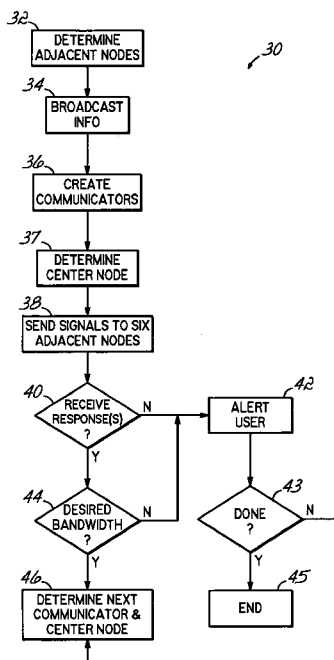 32
DETERMINE
ADJACENT NODES
30
34
BROADCAST
INFO
36
CREATE
COMMUNICATORS
37
DETERMINE
CENTER NODE
38
SEND SIGNALS TO SIX
ADJACENT NODES
40
RECEIVE
RESPONSE(S)
?
N
Y
42
ALERT
USER
44
DESIRED
BANDWIDTH
?
N
Y
43
DONE
?
N
Y
46
DETERMINE NEXT
COMMUNICATOR &
CENTER NODE
45
END